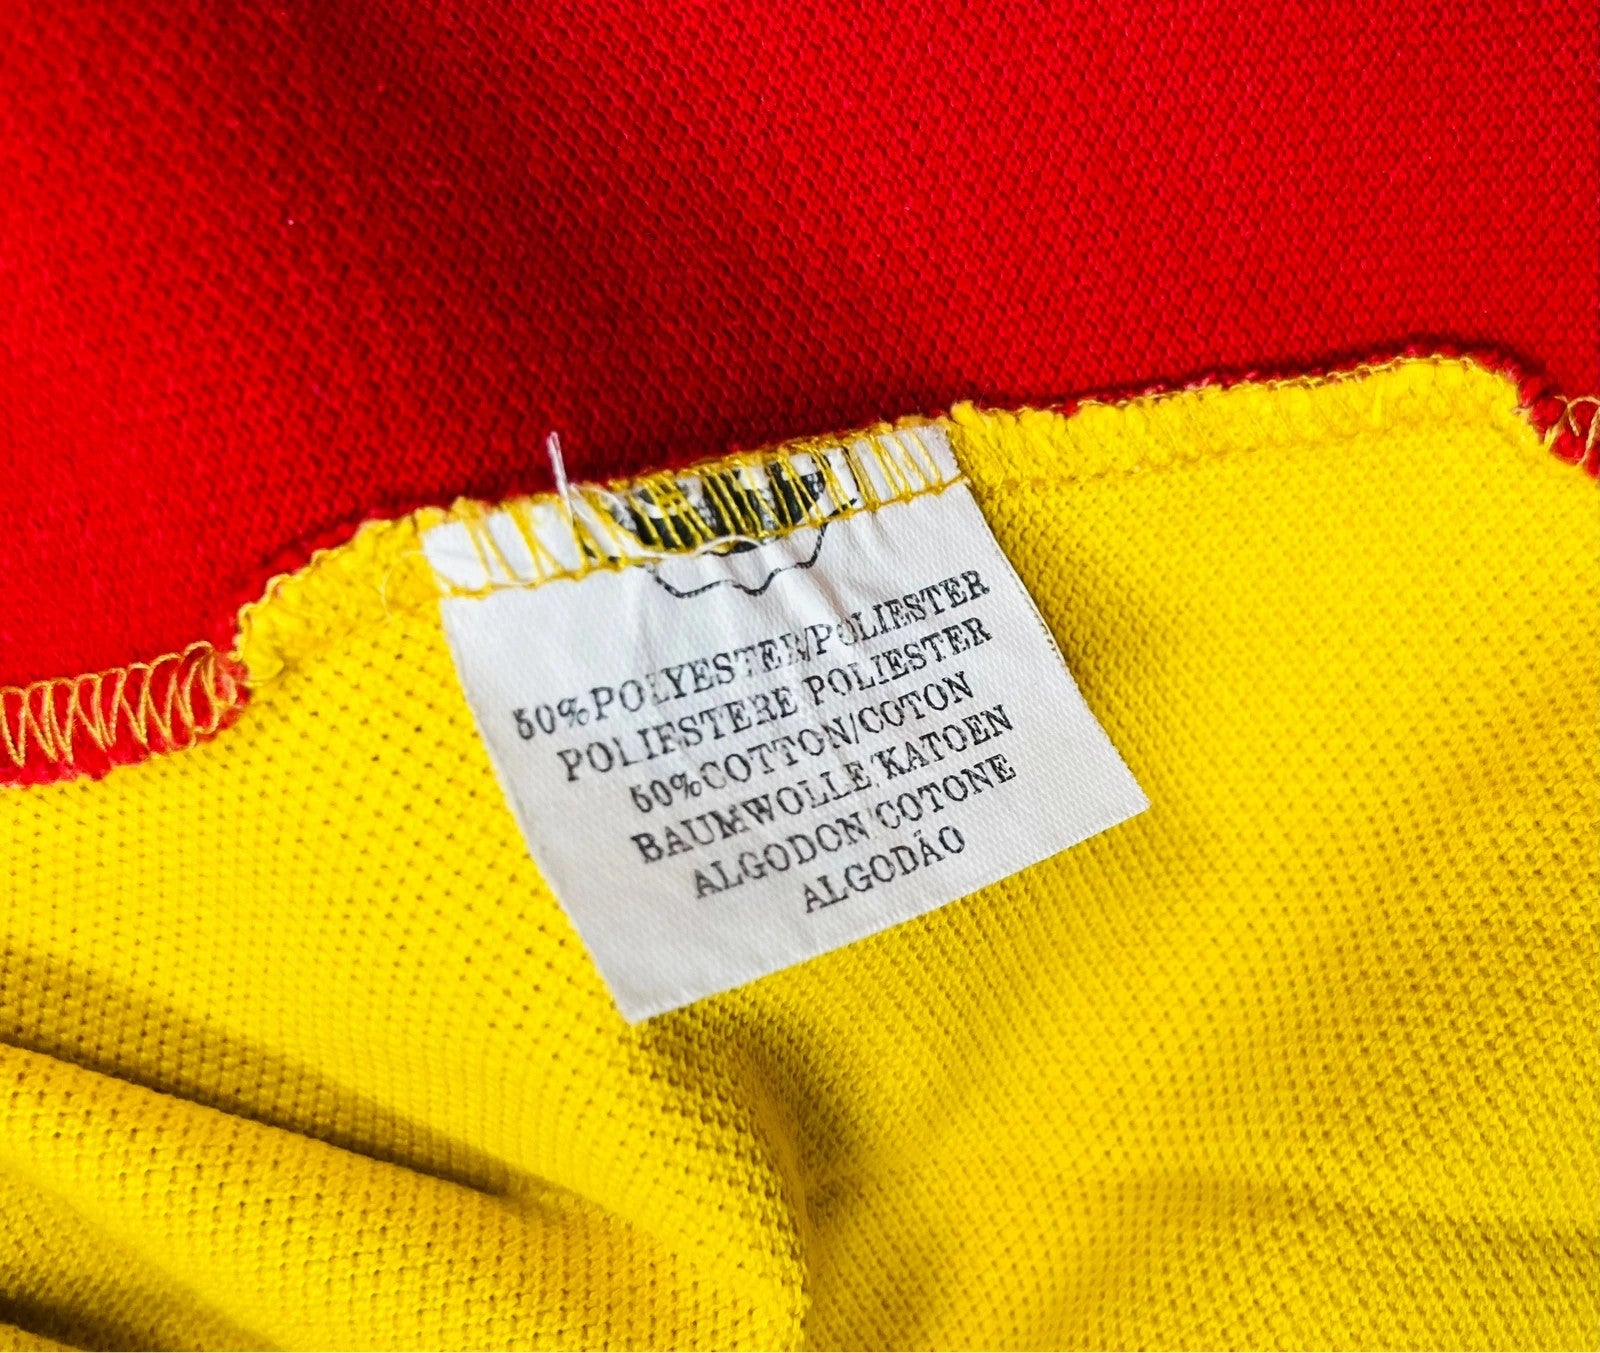 50%POLYESTER/POLIESTER
POLIESTERE POLIESTER
50%COTTON/COTON
BAUMWOLLE/KATOEN
ALGODON/COTONE
ALGODÃO